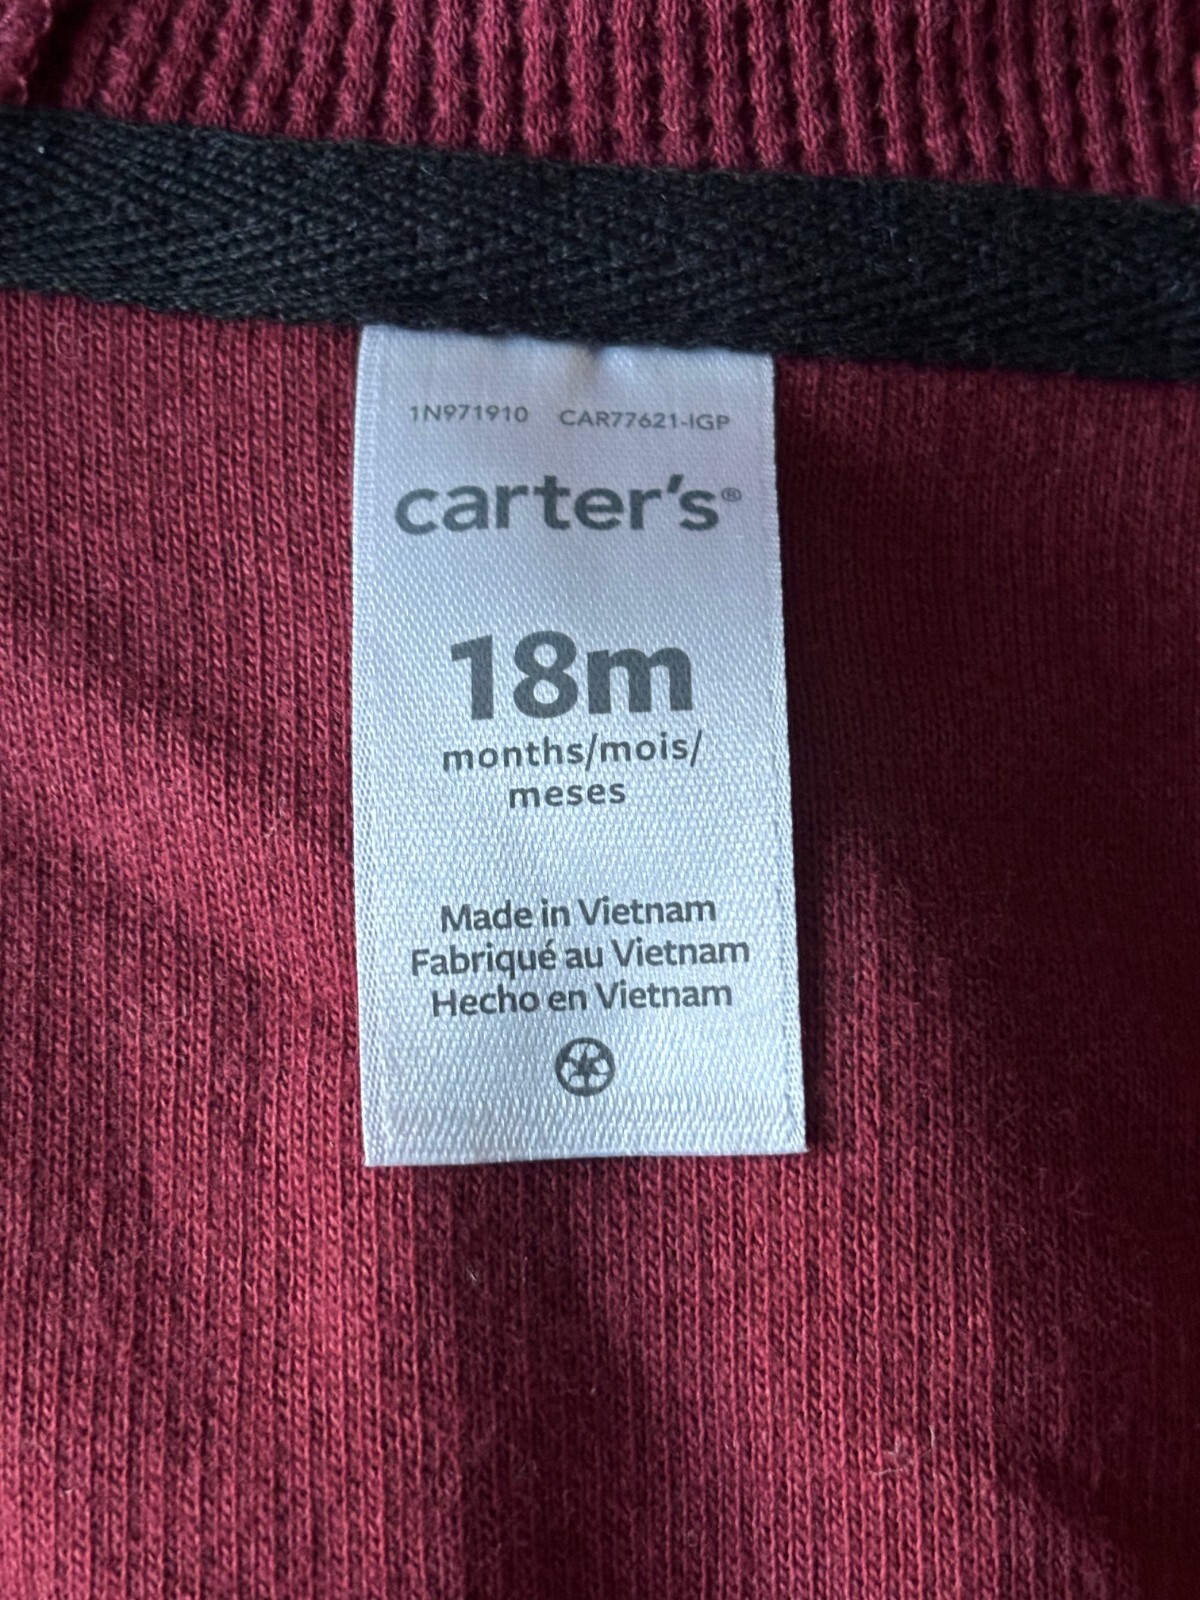 1N971910 CAR77621-IGP
carter's®
18m
months/mois/
meses
Made in Vietnam
Fabriqué au Vietnam
Hecho en Vietnam